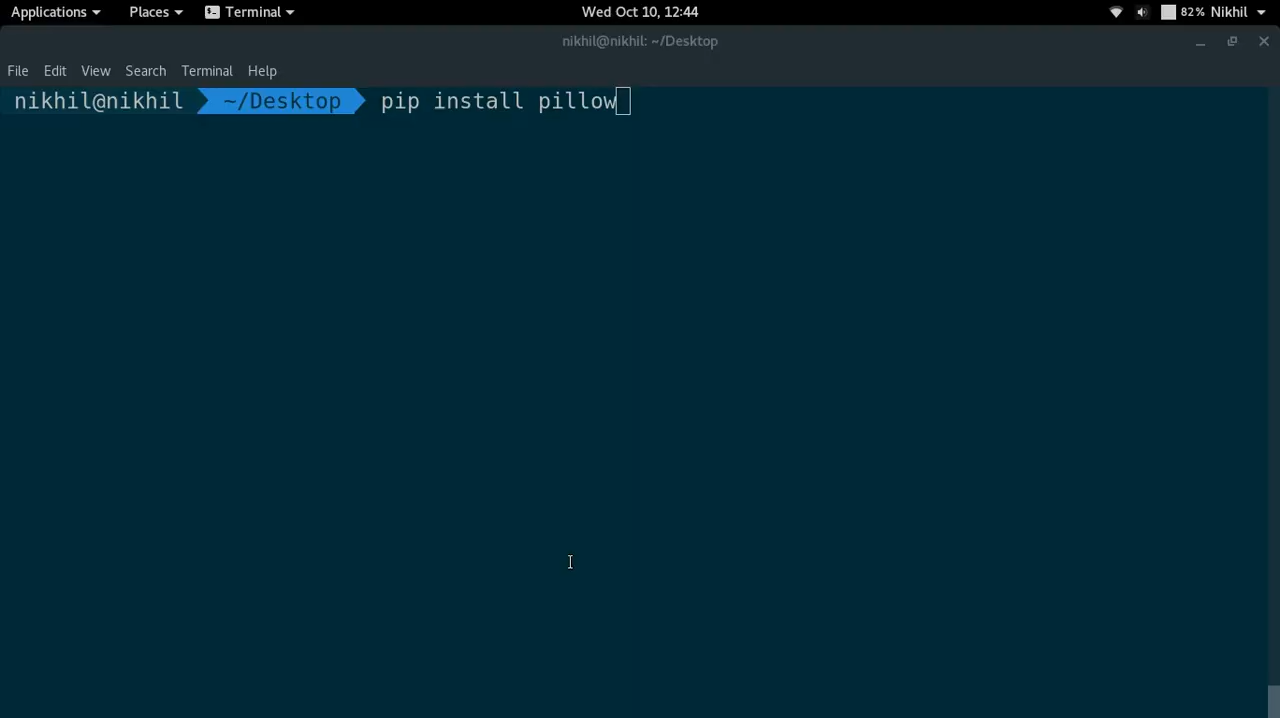 Applications Places Terminal Wed Oct 10, 12:44 82% Nikhil
nikhil@nikhil: ~/Desktop
File Edit View Search Terminal Help
nikhil@nikhil ~/Desktop pip install pillow